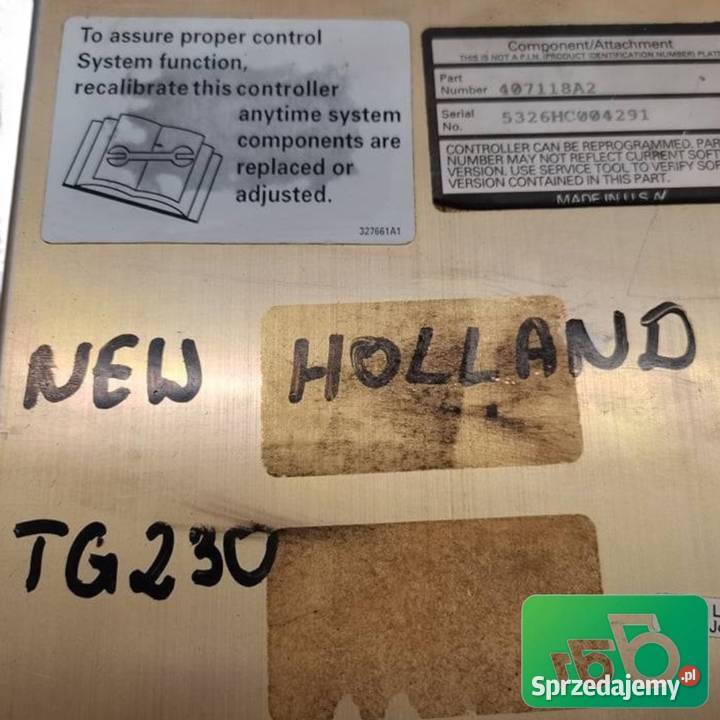 To assure proper control
System function,
recalibrate this controller
anytime system
components are
replaced or
adjusted.
327661A1
Component/Attachment
THIS IS NOT A P.I.N. (PRODUCT IDENTIFICATION NUMBER) PLAT
Part
Number 407118A2
Serial
No. 5326HC004291
CONTROLLER CAN BE REPROGRAMMED. PAR
NUMBER MAY NOT REFLECT CURRENT SOFT
VERSION. USE SERVICE TOOL TO VERIFY SOF
VERSION CONTAINED IN THIS PART.
MADE IN U.S.A
NEW HOLLAND
TG230
Sprzedajemy.pl